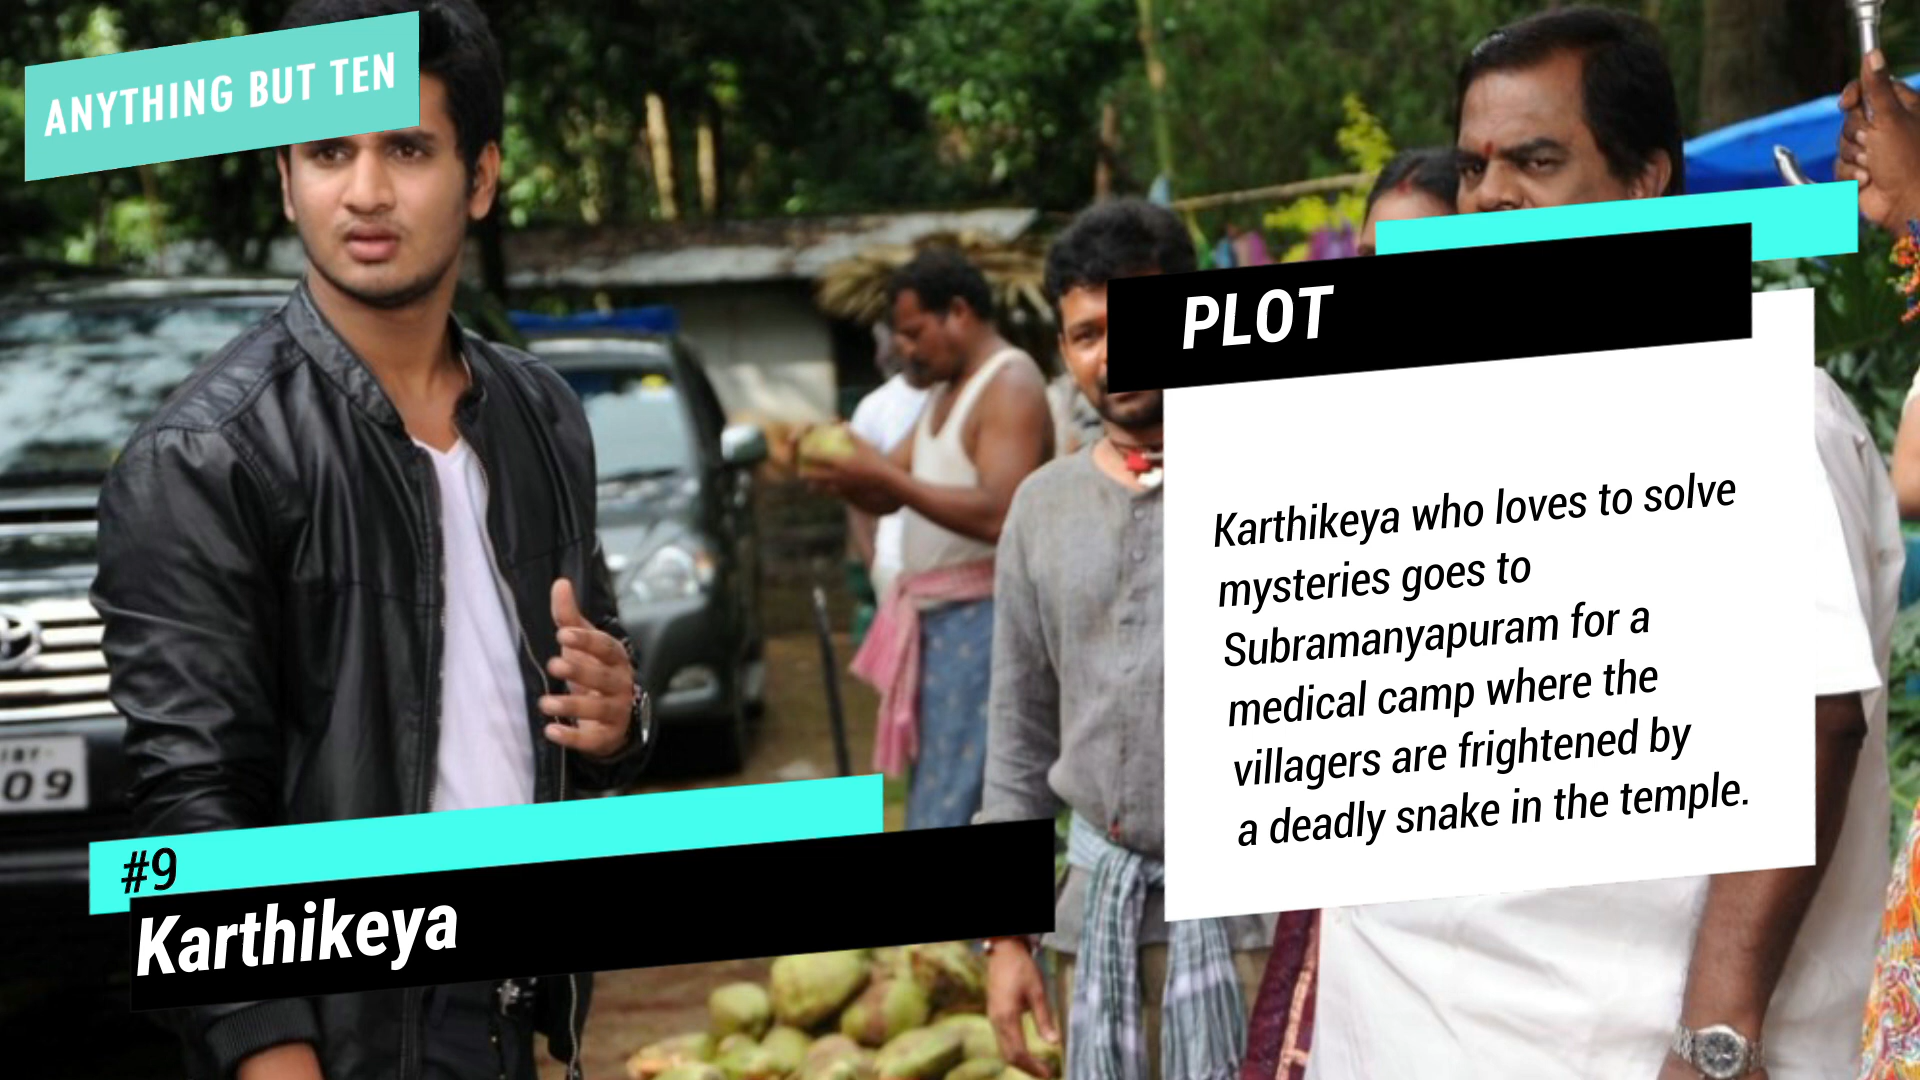 ANYTHING BUT TEN
PLOT
Karthikeya who loves to solve
mysteries goes to
Subramanyapuram for a
medical camp where the
villagers are frightened by
a deadly snake in the temple.
#9
Karthikeya
09